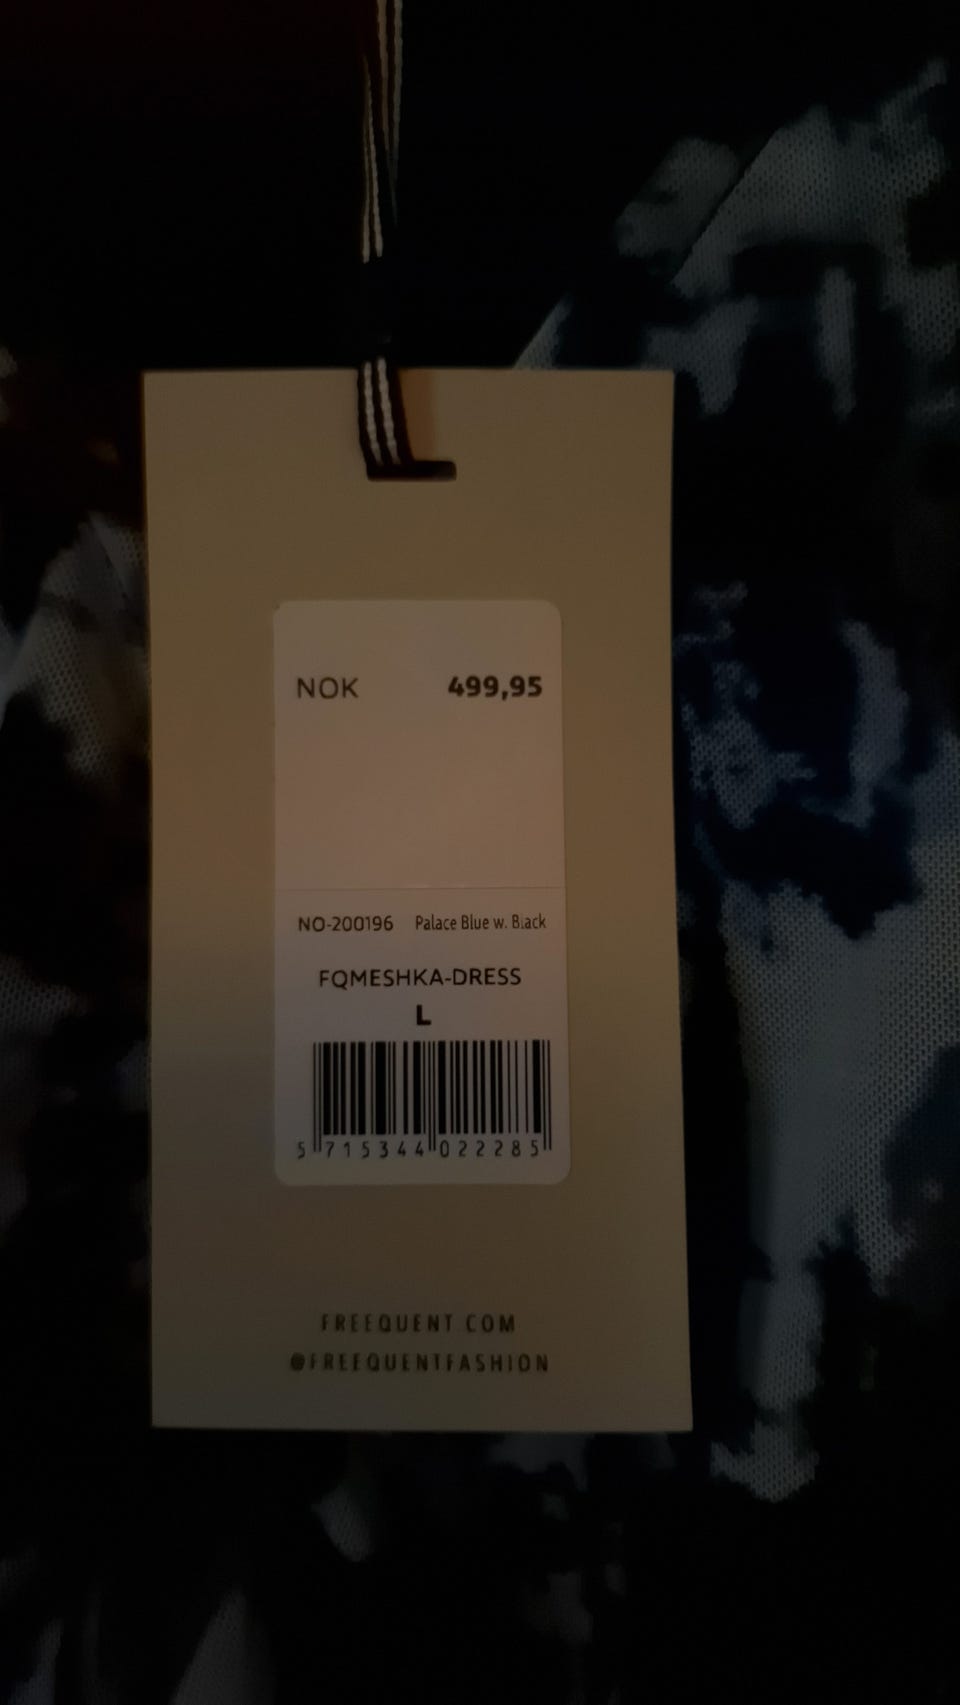 NOK 499,95
NO-200196 Palace Blue w. Black
FQMESHKA-DRESS
L
5 715344 022285
FREEQUENT.COM
@FREEQUENTFASHION